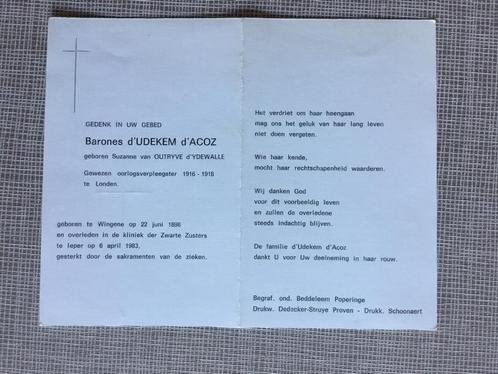 GEDENK IN UW GEBED
Barones d'UDEKEM d'ACOZ
geboren Suzanne van OUTRYVE d'YDEWALLE
Gewezen oorlogsverpleegster 1916 - 1918
te Londen.
geboren te Wingene op 22 juni 1896
en overleden in de kliniek der Zwarte Zusters
te Ieper op 6 april 1983,
gesterkt door de sakramenten van de zieken.
Het verdriet om haar heengaan
mag ons het geluk van haar lang leven
niet doen vergeten.
Wie haar kende,
mocht haar rechtschapenheid waarderen.
Wij danken God
voor dit voorbeeldig leven
en zullen de overledene
steeds indachtig blijven.
De familie d'Udekem d'Acoz
dankt U voor Uw deelneming in haar rouw.
Begraf. ond. Beddeleem Poperinge
Drukw. Dedecker-Struye Proven - Drukk. Schoonaert